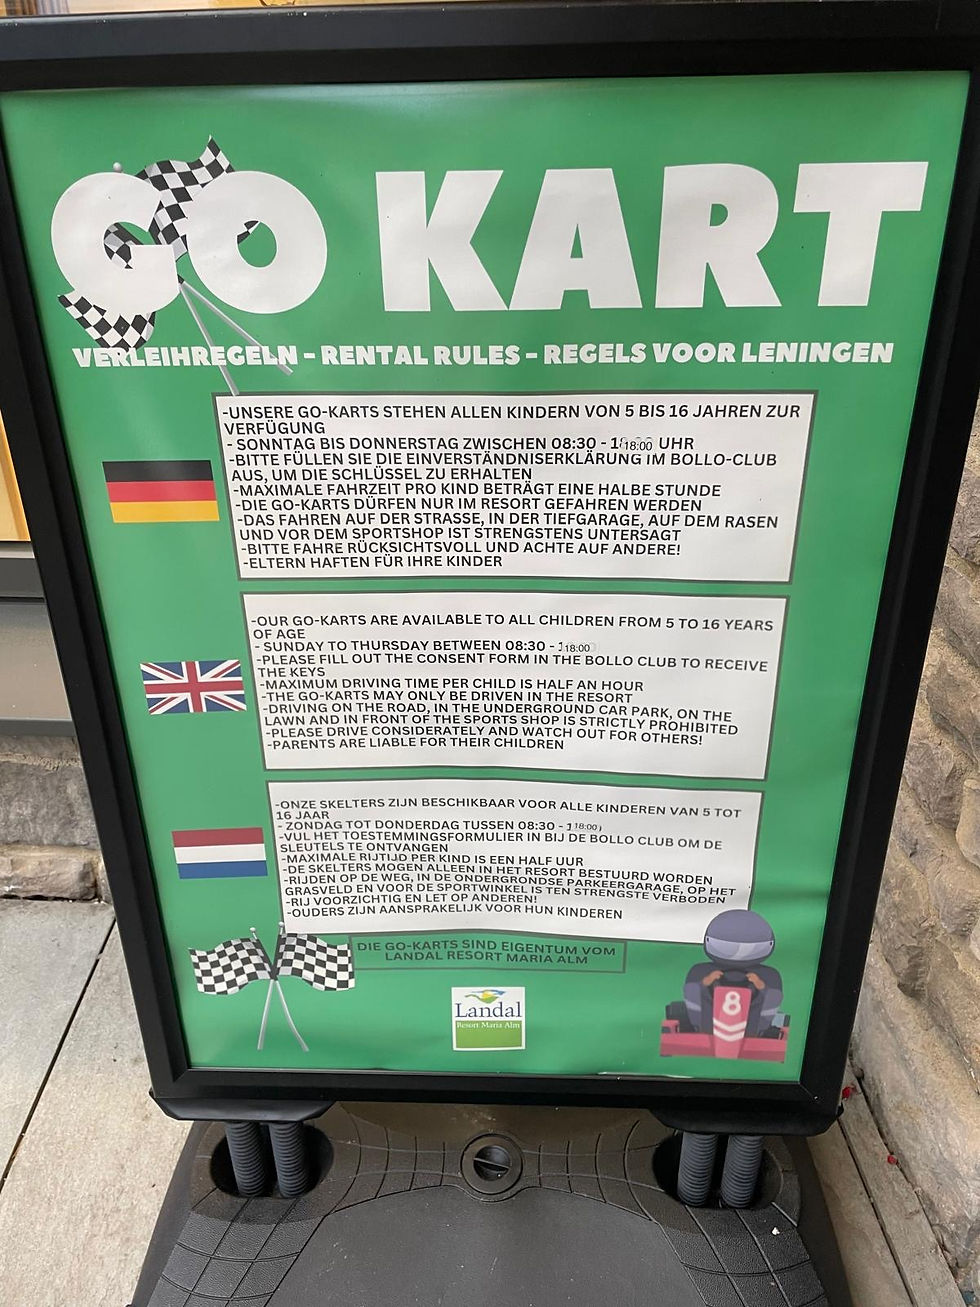 GO KART
VERLEIHREGELN - RENTAL RULES - REGELS VOOR LENINGEN
-UNSERE GO-KARTS STEHEN ALLEN KINDERN VON 5 BIS 16 JAHREN ZUR
VERFÜGUNG
- SONNTAG BIS DONNERSTAG ZWISCHEN 08:30 - 18:00 UHR
-BITTE FÜLLEN SIE DIE EINVERSTÄNDNISERKLÄRUNG IM BOLLO-CLUB
AUS, UM DIE SCHLÜSSEL ZU ERHALTEN
-MAXIMALE FAHRZEIT PRO KIND BETRÄGT EINE HALBE STUNDE
-DIE GO-KARTS DÜRFEN NUR IM RESORT GEFAHREN WERDEN
-DAS FAHREN AUF DER STRASSE, IN DER TIEFGARAGE, AUF DEM RASEN
UND VOR DEM SPORTSHOP IST STRENGSTENS UNTERSAGT
-BITTE FAHRE RÜCKSICHTSVOLL UND ACHTE AUF ANDERE!
-ELTERN HAFTEN FÜR IHRE KINDER
-OUR GO-KARTS ARE AVAILABLE TO ALL CHILDREN FROM 5 TO 16 YEARS
OF AGE
- SUNDAY TO THURSDAY BETWEEN 08:30 - 18:00
-PLEASE FILL OUT THE CONSENT FORM IN THE BOLLO CLUB TO RECEIVE
THE KEYS
-MAXIMUM DRIVING TIME PER CHILD IS HALF AN HOUR
-THE GO-KARTS MAY ONLY BE DRIVEN IN THE RESORT
-DRIVING ON THE ROAD, IN THE UNDERGROUND CAR PARK, ON THE
LAWN AND IN FRONT OF THE SPORTS SHOP IS STRICTLY PROHIBITED
-PLEASE DRIVE CONSIDERATELY AND WATCH OUT FOR OTHERS!
-PARENTS ARE LIABLE FOR THEIR CHILDREN
-ONZE SKELTERS ZIJN BESCHIKBAAR VOOR ALLE KINDEREN VAN 5 TOT
16 JAAR
- ZONDAG TOT DONDERDAG TUSSEN 08:30 - 18:00
-VUL HET TOESTEMMINGSFORMULIER IN BIJ DE BOLLO CLUB OM DE
SLEUTELS TE ONTVANGEN
-MAXIMALE RIJTIJD PER KIND IS EEN HALF UUR
-DE SKELTERS MOGEN ALLEEN IN HET RESORT BESTUURD WORDEN
-RIJDEN OP DE WEG, IN DE ONDERGRONDSE PARKEERGARAGE, OP HET
GRASVELD EN VOOR DE SPORTWINKEL IS TEN STRENGSTE VERBODEN
-RIJ VOORZICHTIG EN LET OP ANDEREN!
-OUDERS ZIJN AANSPRAKELIJK VOOR HUN KINDEREN
DIE GO-KARTS SIND EIGENTUM VOM
LANDAL RESORT MARIA ALM
Landal
Resort Maria Alm
8